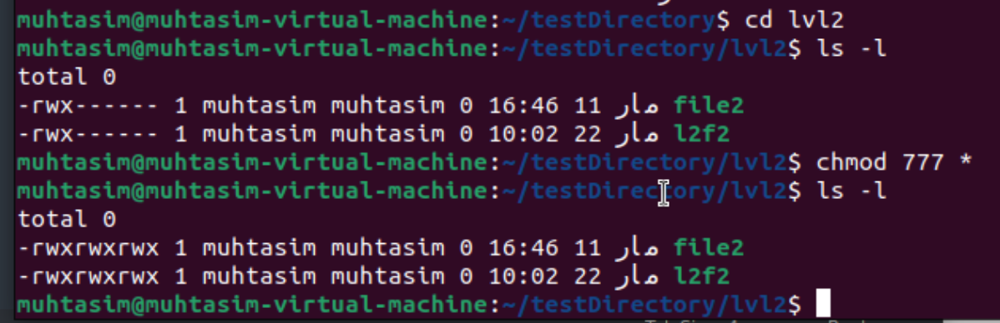 muhtasim@muhtasim-virtual-machine:~/testDirectory$ cd lvl2
muhtasim@muhtasim-virtual-machine:~/testDirectory/lvl2$ ls -l
total 0
-rwx------ 1 muhtasim muhtasim 0 16:46 11 مار file2
-rwx------ 1 muhtasim muhtasim 0 10:02 22 مار l2f2
muhtasim@muhtasim-virtual-machine:~/testDirectory/lvl2$ chmod 777 *
muhtasim@muhtasim-virtual-machine:~/testDirectory/lvl2$ ls -l
total 0
-rwxrwxrwx 1 muhtasim muhtasim 0 16:46 11 مار file2
-rwxrwxrwx 1 muhtasim muhtasim 0 10:02 22 مار l2f2
muhtasim@muhtasim-virtual-machine:~/testDirectory/lvl2$